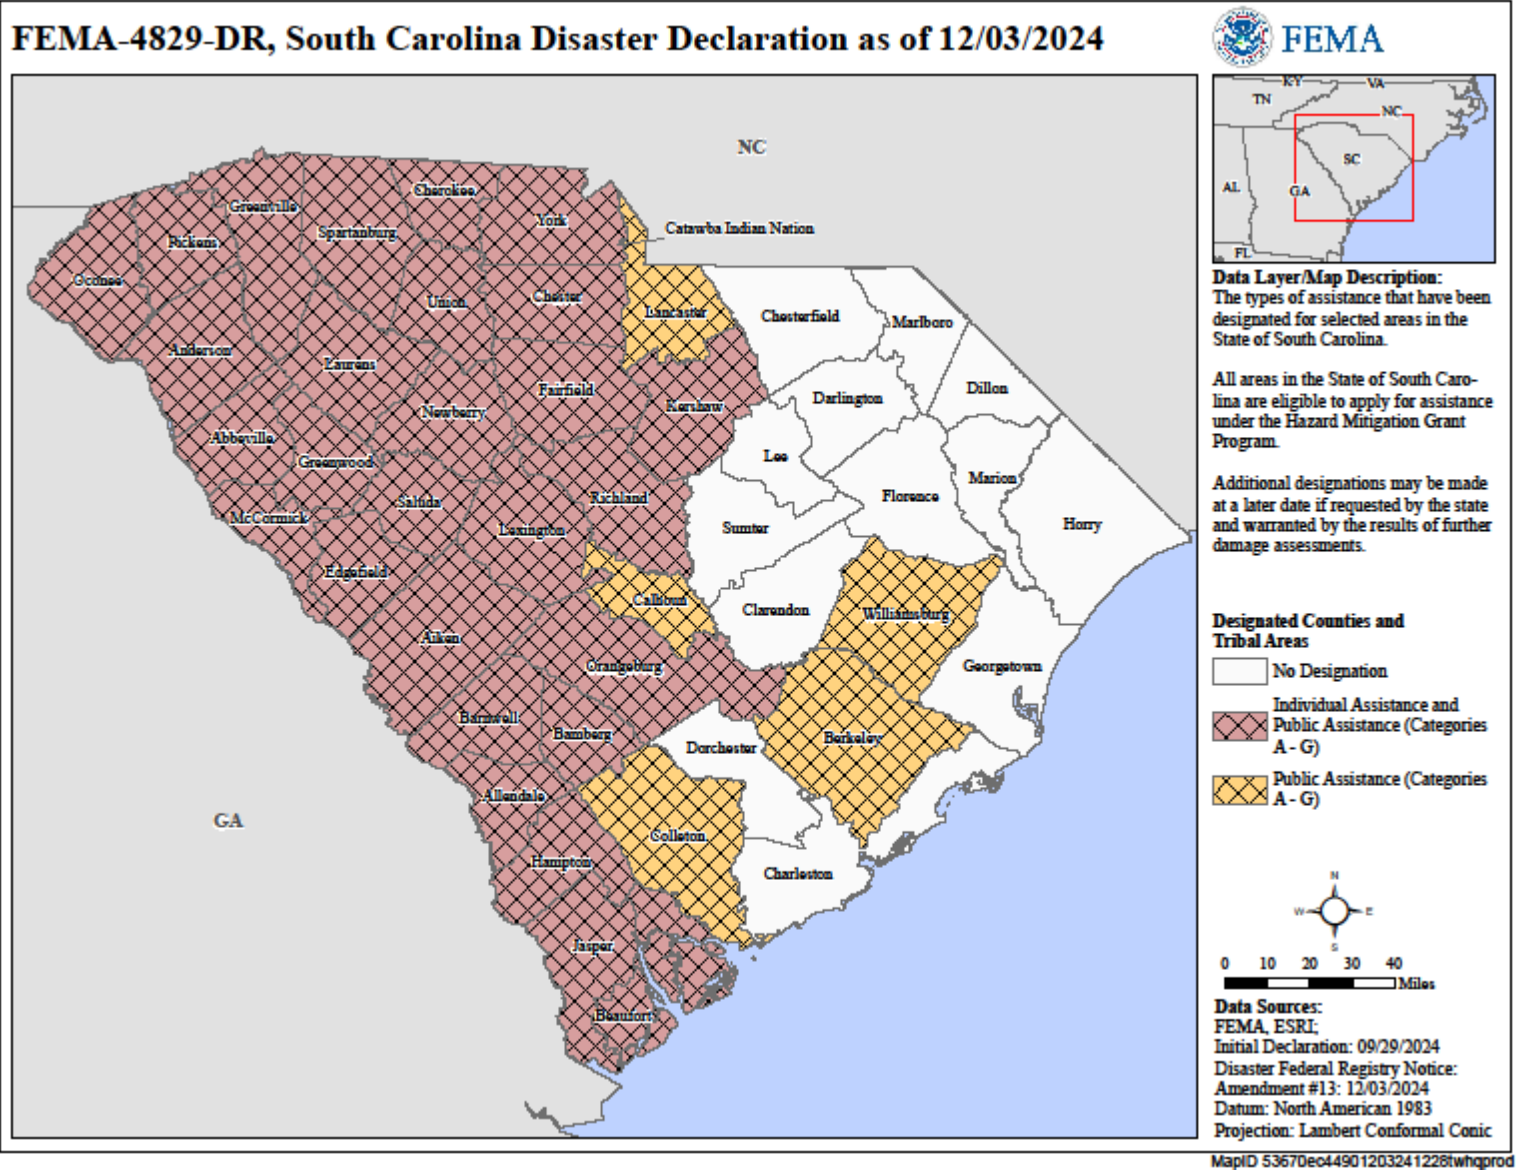 FEMA-4829-DR, South Carolina Disaster Declaration as of 12/03/2024
FEMA
KY
VA
TN
NC
SC
AL
GA
FL
NC
Catawba Indian Nation
Cherokee
York
Greenville
Spartanburg
Pickens
Oconee
Union
Chester
Lancaster
Chesterfield
Marlboro
Anderson
Laurens
Fairfield
Kershaw
Darlington
Dillon
Newberry
Abbeville
Greenwood
Lee
Marion
Saluda
Richland
Florence
McCormick
Lexington
Sumter
Horry
Edgefield
Calhoun
Clarendon
Williamsburg
Aiken
Orangeburg
Georgetown
Barnwell
Bamberg
Dorchester
Berkeley
Allendale
GA
Colleton
Hampton
Charleston
Jasper
Beaufort
Data Layer/Map Description:
The types of assistance that have been
designated for selected areas in the
State of South Carolina.
All areas in the State of South Caro-
lina are eligible to apply for assistance
under the Hazard Mitigation Grant
Program.
Additional designations may be made
at a later date if requested by the state
and warranted by the results of further
damage assessments.
Designated Counties and
Tribal Areas
No Designation
Individual Assistance and
Public Assistance (Categories
A - G)
Public Assistance (Categories
A - G)
N
W
E
S
0 10 20 30 40
Miles
Data Sources:
FEMA, ESRI;
Initial Declaration: 09/29/2024
Disaster Federal Registry Notice:
Amendment #13: 12/03/2024
Datum: North American 1983
Projection: Lambert Conformal Conic
MapID 53670ec44901203241228twhqprod